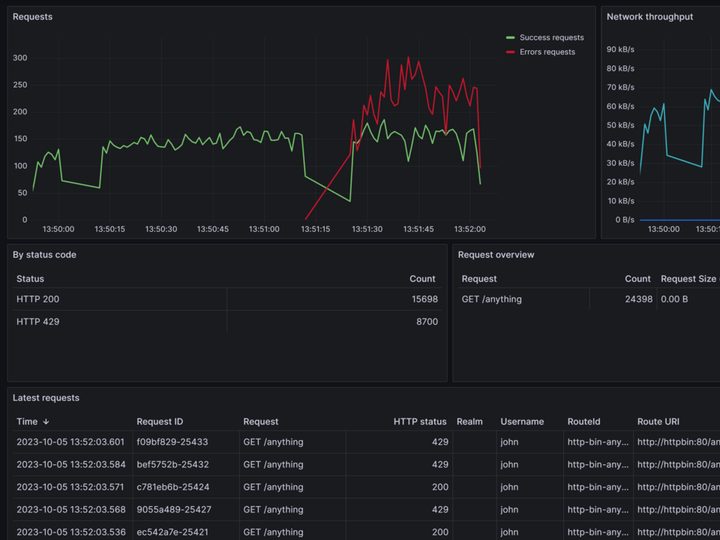 Requests
Success requests
Errors requests
300
250
200
150
100
50
0
13:50:00 13:50:15 13:50:30 13:50:45 13:51:00 13:51:15 13:51:30 13:51:45 13:52:00
Network throughput
90 kB/s
80 kB/s
70 kB/s
60 kB/s
50 kB/s
40 kB/s
30 kB/s
20 kB/s
10 kB/s
0 B/s
13:50:00 13:50:1
By status code
Status Count
HTTP 200 15698
HTTP 429 8700
Request overview
Request Count Request Size
GET /anything 24398 0.00 B
Latest requests
Time ↓ Request ID Request HTTP status Realm Username RouteId Route URI
2023-10-05 13:52:03.601 f09bf829-25433 GET /anything 429 john http-bin-any... http://httpbin:80/an
2023-10-05 13:52:03.584 bef5752b-25432 GET /anything 429 john http-bin-any... http://httpbin:80/an
2023-10-05 13:52:03.571 c781eb6b-25424 GET /anything 200 john http-bin-any... http://httpbin:80/an
2023-10-05 13:52:03.568 9055a489-25427 GET /anything 429 john http-bin-any... http://httpbin:80/an
2023-10-05 13:52:03.536 ec542a7e-25421 GET /anything 200 john http-bin-any... http://httpbin:80/an